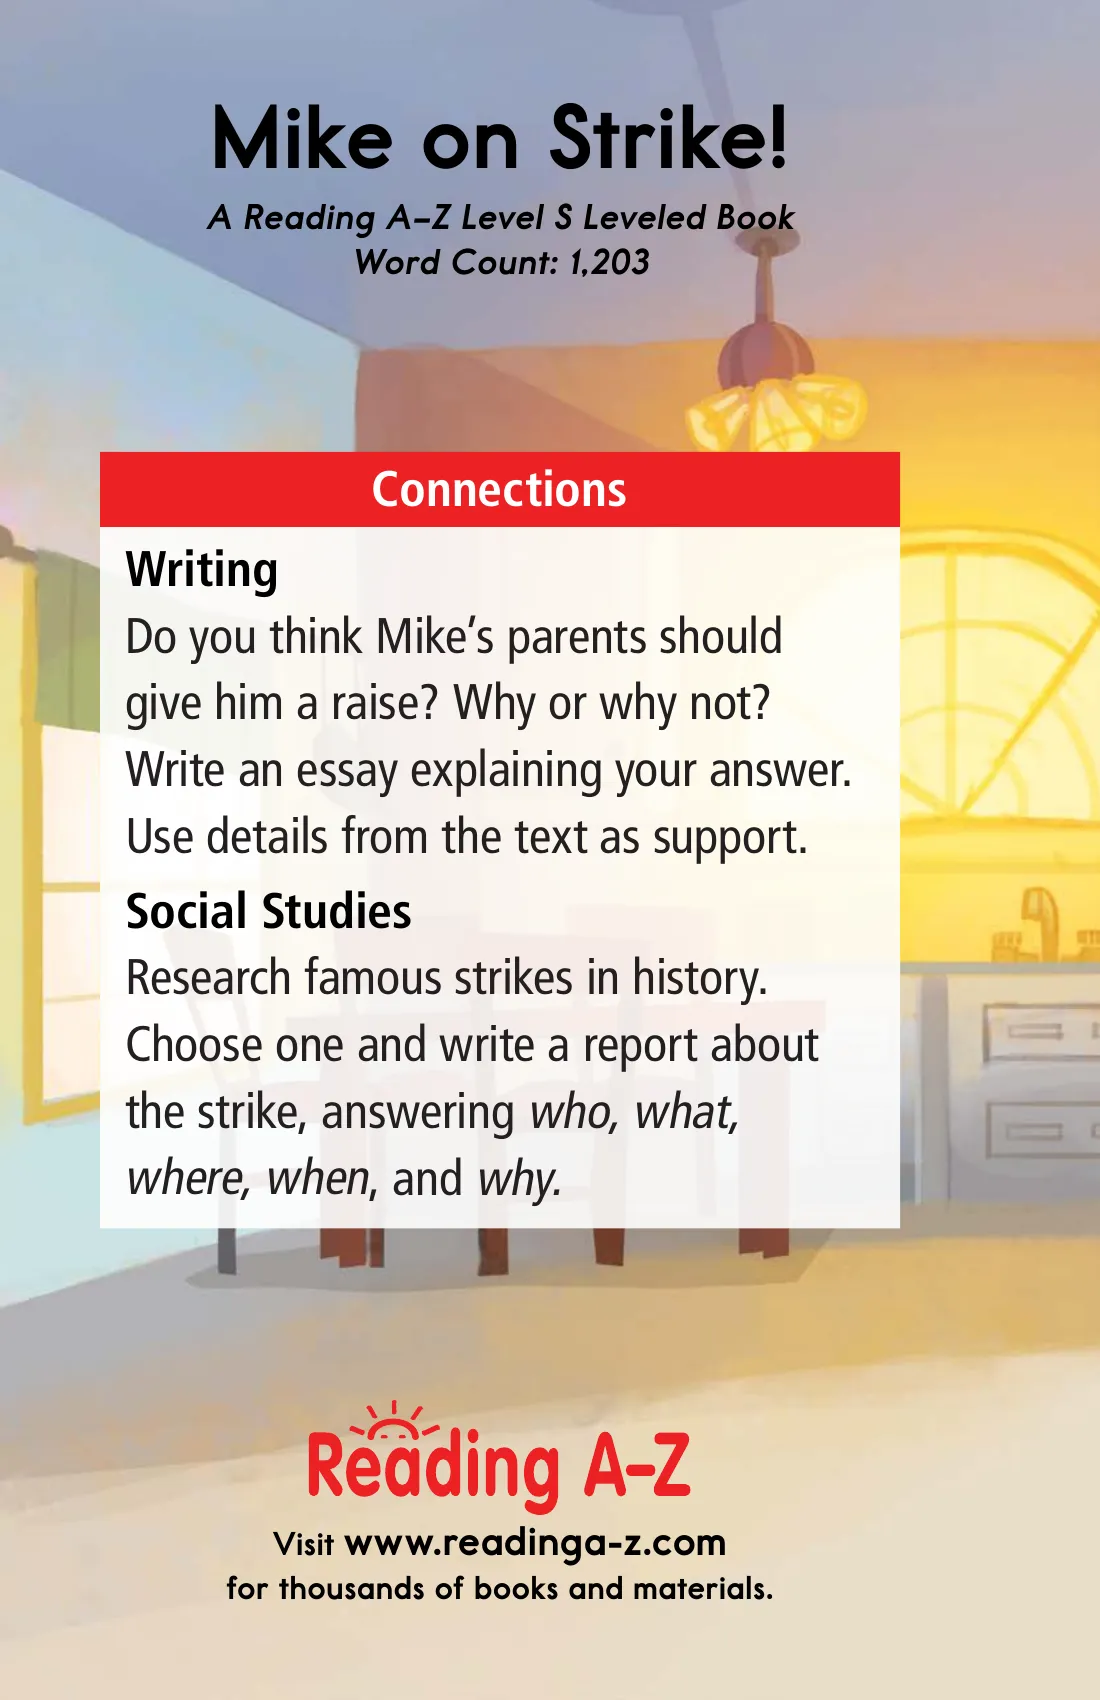 Mike on Strike!
A Reading A–Z Level S Leveled Book
Word Count: 1,203
Connections
Writing
Do you think Mike’s parents should
give him a raise? Why or why not?
Write an essay explaining your answer.
Use details from the text as support.
Social Studies
Research famous strikes in history.
Choose one and write a report about
the strike, answering who, what,
where, when, and why.
Reading A–Z
Visit www.readinga-z.com
for thousands of books and materials.